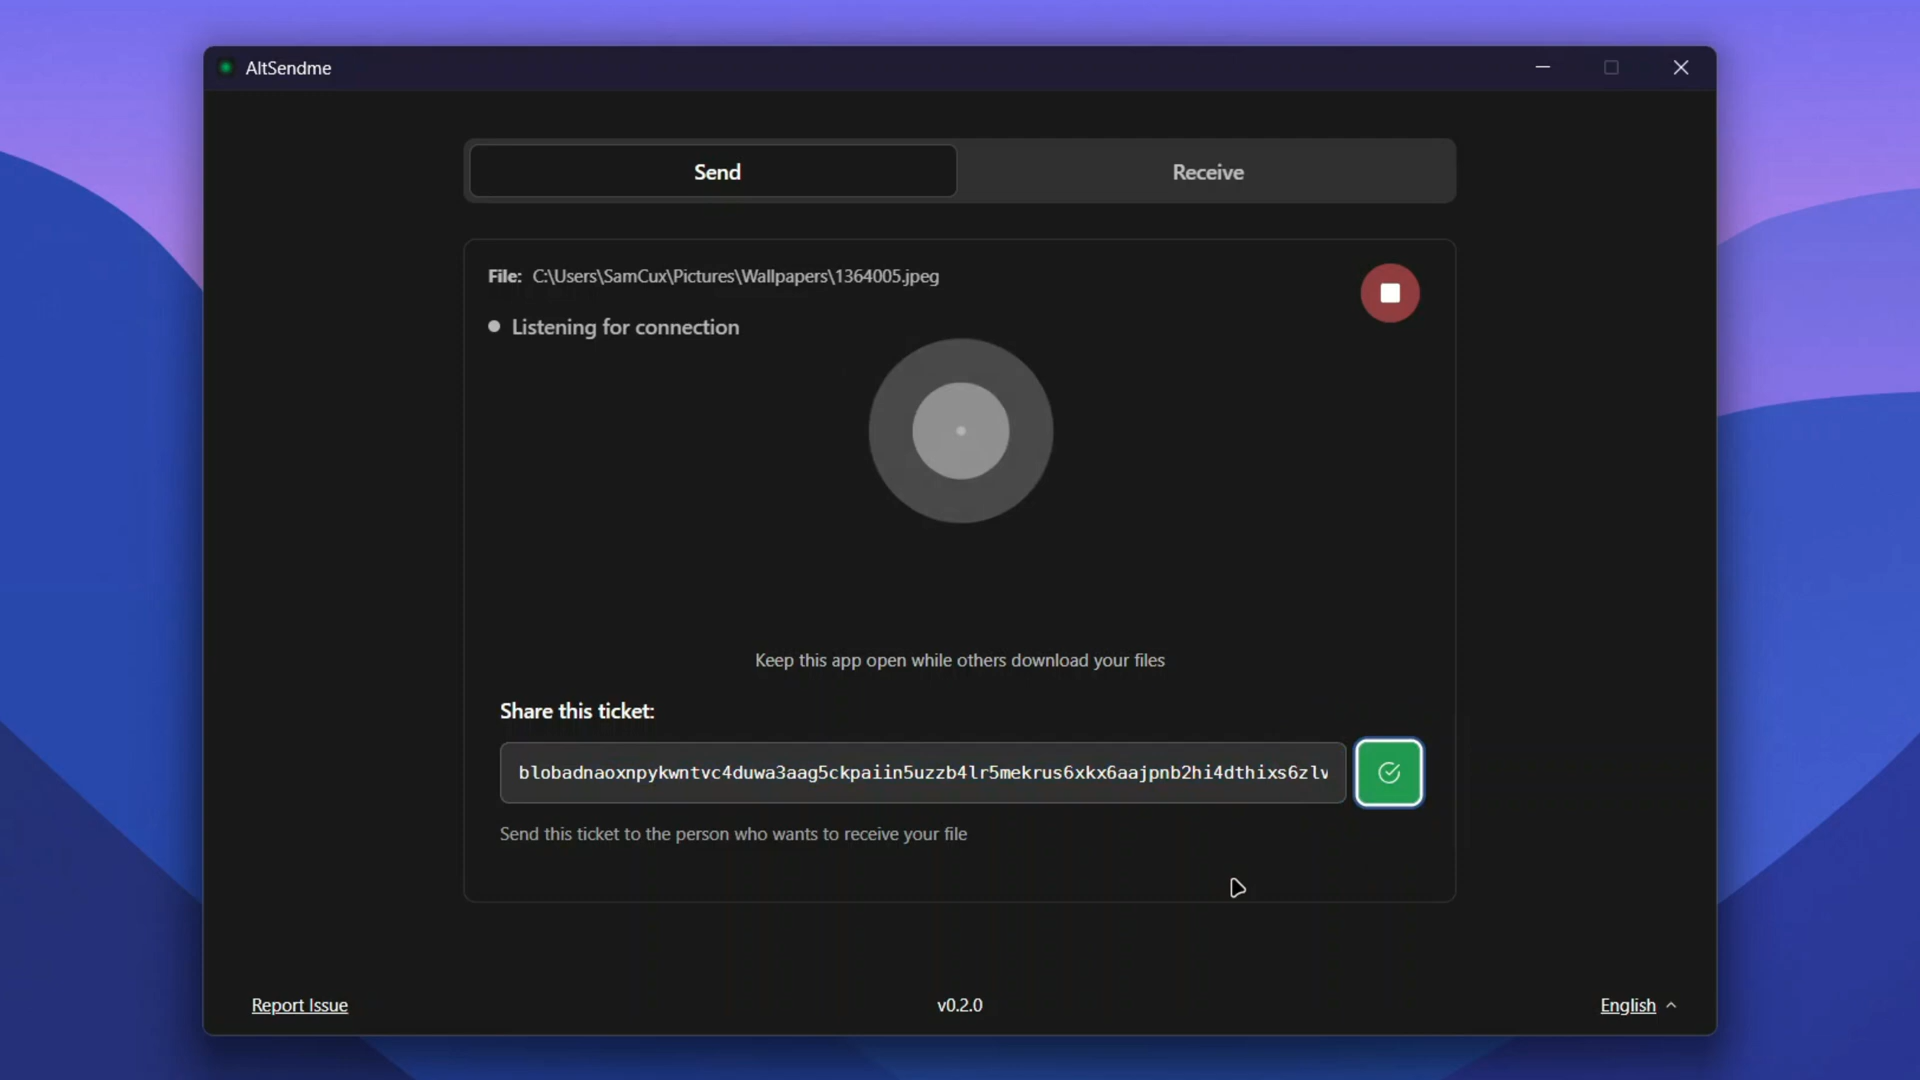 AltSendme
Send
Receive
File: C:\Users\SamCux\Pictures\Wallpapers\1364005.jpeg
Listening for connection
Keep this app open while others download your files
Share this ticket:
blobadnaoxnpykwntvc4duwa3aag5ckpaiin5uzzb4lr5mekrus6xkx6aajpnb2hi4dthixs6zlv
Send this ticket to the person who wants to receive your file
Report Issue
v0.2.0
English